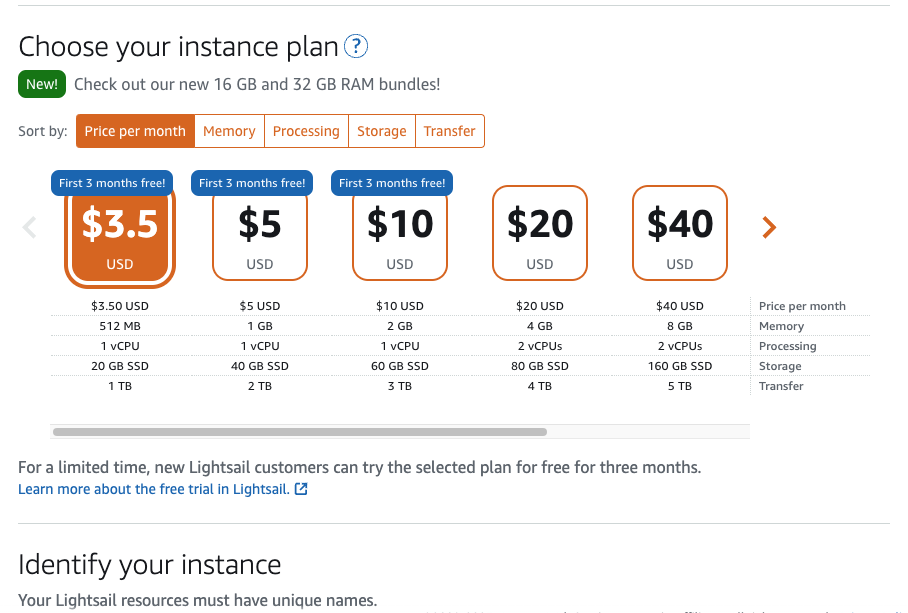 Choose your instance plan ?
New! Check out our new 16 GB and 32 GB RAM bundles!
Sort by: Price per month Memory Processing Storage Transfer
First 3 months free! First 3 months free! First 3 months free!
$3.5 $5 $10 $20 $40
USD USD USD USD USD
$3.50 USD $5 USD $10 USD $20 USD $40 USD Price per month
512 MB 1 GB 2 GB 4 GB 8 GB Memory
1 vCPU 1 vCPU 1 vCPU 2 vCPUs 2 vCPUs Processing
20 GB SSD 40 GB SSD 60 GB SSD 80 GB SSD 160 GB SSD Storage
1 TB 2 TB 3 TB 4 TB 5 TB Transfer
For a limited time, new Lightsail customers can try the selected plan for free for three months.
Learn more about the free trial in Lightsail.
Identify your instance
Your Lightsail resources must have unique names.